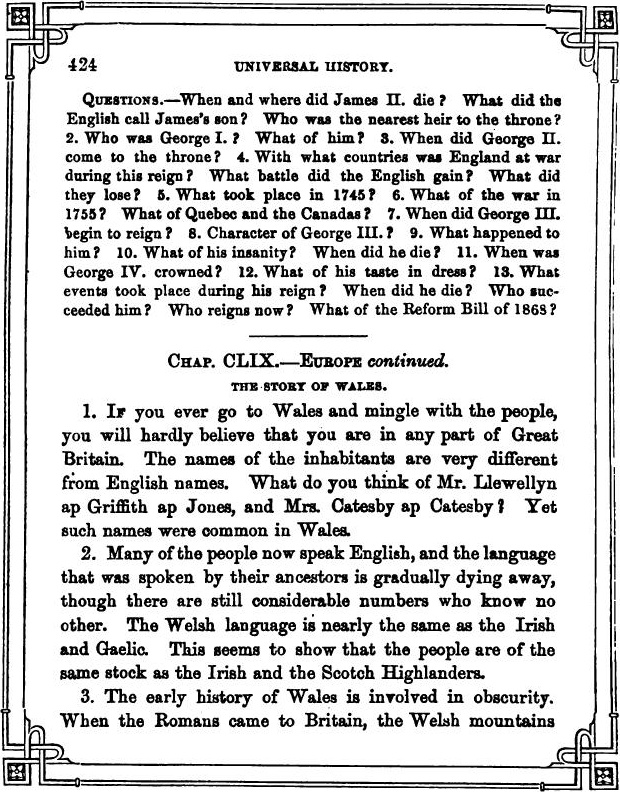 424 UNIVERSAL HISTORY.
QUESTIONS.—When and where did James II. die? What did the
English call James's son? Who was the nearest heir to the throne?
2. Who was George I.? What of him? 3. When did George II.
come to the throne? 4. With what countries was England at war
during this reign? What battle did the English gain? What did
they lose? 5. What took place in 1745? 6. What of the war in
1755? What of Quebec and the Canadas? 7. When did George III.
begin to reign? 8. Character of George III.? 9. What happened to
him? 10. What of his insanity? When did he die? 11. When was
George IV. crowned? 12. What of his taste in dress? 13. What
events took place during his reign? When did he die? Who suc-
ceeded him? Who reigns now? What of the Reform Bill of 1868?
CHAP. CLIX.—EUROPE continued.
THE STORY OF WALES.
1. IF you ever go to Wales and mingle with the people,
you will hardly believe that you are in any part of Great
Britain. The names of the inhabitants are very different
from English names. What do you think of Mr. Llewellyn
ap Griffith ap Jones, and Mrs. Catesby ap Catesby? Yet
such names were common in Wales.
2. Many of the people now speak English, and the language
that was spoken by their ancestors is gradually dying away,
though there are still considerable numbers who know no
other. The Welsh language is nearly the same as the Irish
and Gaelic. This seems to show that the people are of the
same stock as the Irish and the Scotch Highlanders.
3. The early history of Wales is involved in obscurity.
When the Romans came to Britain, the Welsh mountains